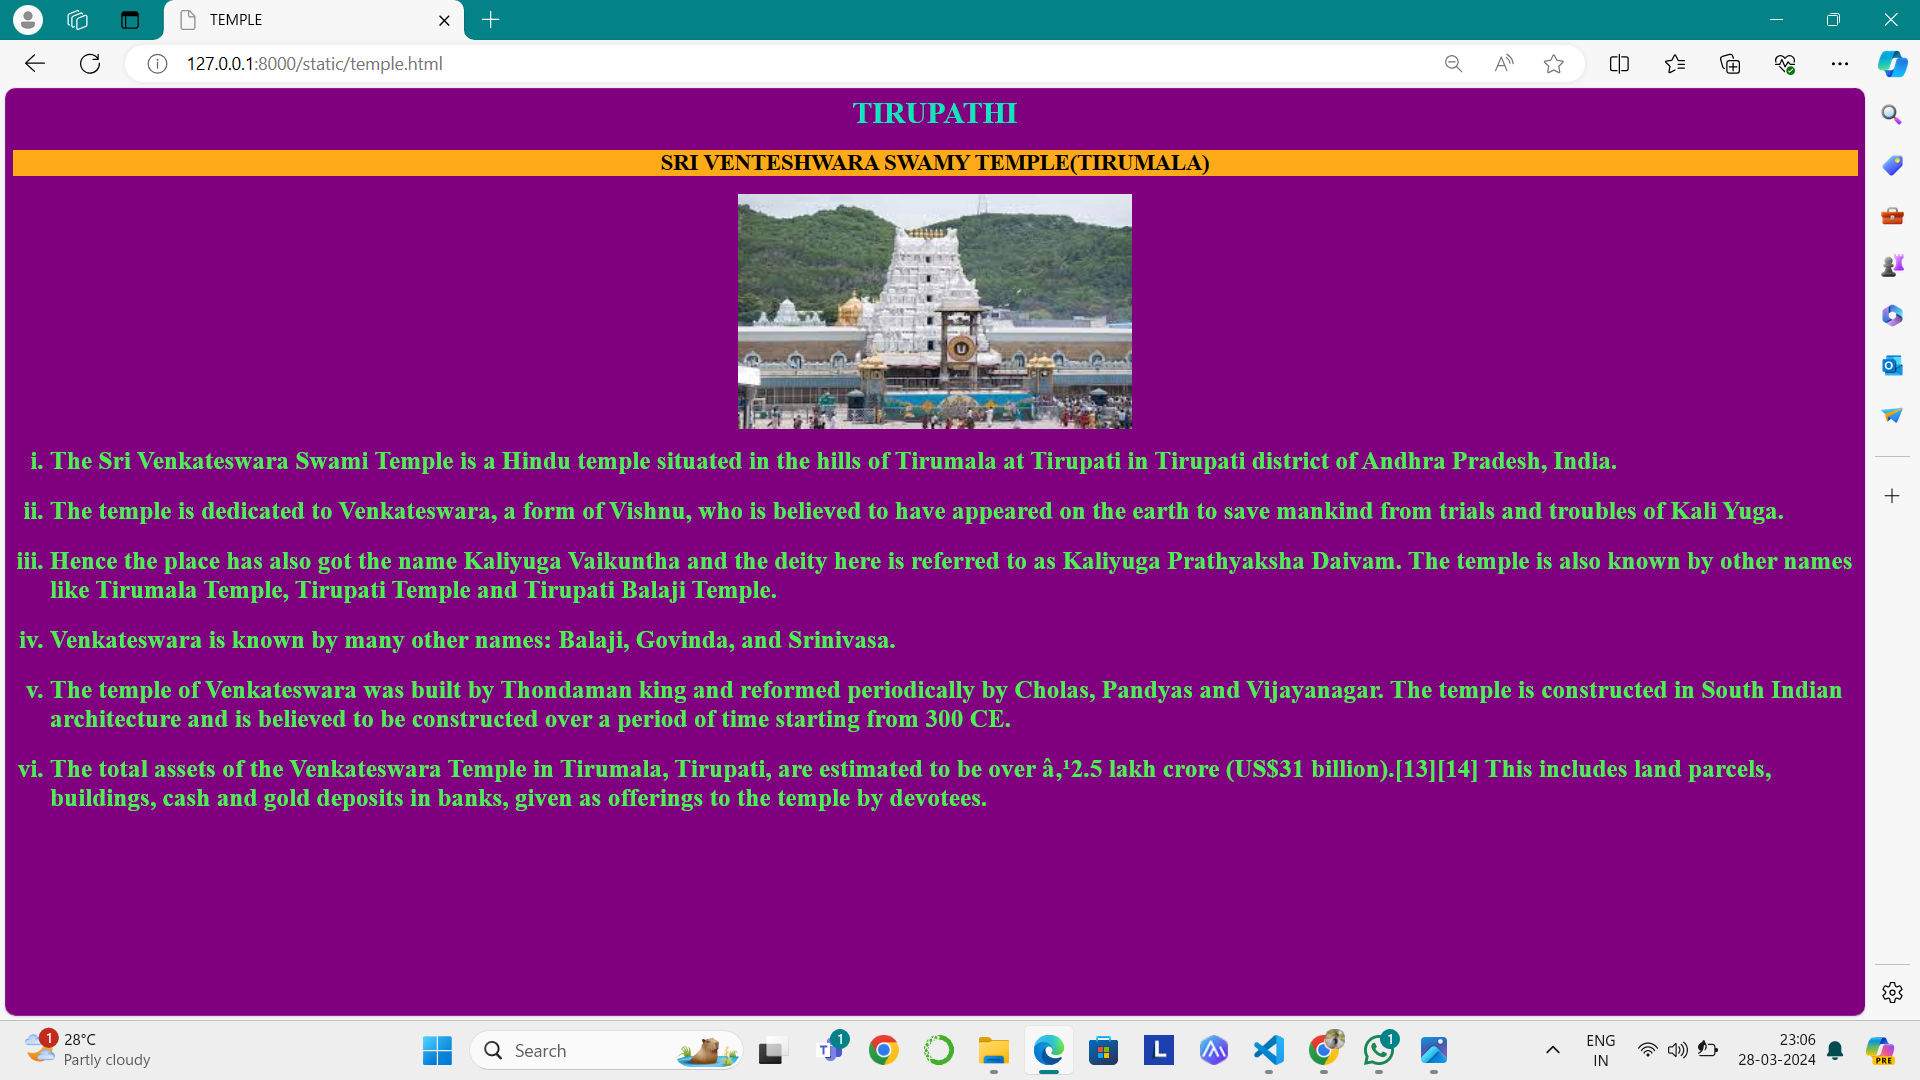 TEMPLE
127.0.0.1:8000/static/temple.html
TIRUPATHI
SRI VENTESHWARA SWAMY TEMPLE(TIRUMALA)
i. The Sri Venkateswara Swami Temple is a Hindu temple situated in the hills of Tirumala at Tirupati in Tirupati district of Andhra Pradesh, India.
ii. The temple is dedicated to Venkateswara, a form of Vishnu, who is believed to have appeared on the earth to save mankind from trials and troubles of Kali Yuga.
iii. Hence the place has also got the name Kaliyuga Vaikuntha and the deity here is referred to as Kaliyuga Prathyaksha Daivam. The temple is also known by other names
like Tirumala Temple, Tirupati Temple and Tirupati Balaji Temple.
iv. Venkateswara is known by many other names: Balaji, Govinda, and Srinivasa.
v. The temple of Venkateswara was built by Thondaman king and reformed periodically by Cholas, Pandyas and Vijayanagar. The temple is constructed in South Indian
architecture and is believed to be constructed over a period of time starting from 300 CE.
vi. The total assets of the Venkateswara Temple in Tirumala, Tirupati, are estimated to be over â‚¹2.5 lakh crore (US$31 billion).[13][14] This includes land parcels,
buildings, cash and gold deposits in banks, given as offerings to the temple by devotees.
1
28°C
Partly cloudy
Search
1
L
1
ENG
IN
23:06
28-03-2024
PRE